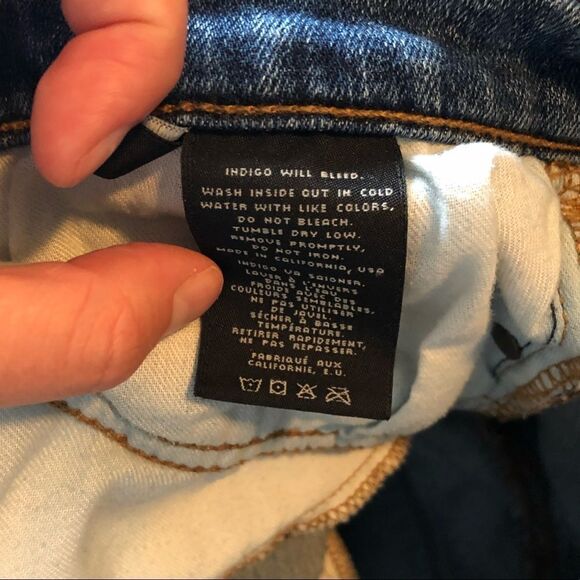 INDIGO WILL BLEED.
WASH INSIDE OUT IN COLD
WATER WITH LIKE COLORS,
DO NOT BLEACH.
TUMBLE DRY LOW.
REMOVE PROMPTLY,
DO NOT IRON.
MADE IN CALIFORNIA, USA
INDIGO VA SAIGNER.
LAVER À L'ENVERS
DANS L'EAU
FROIDS AVEC DES
COULEURS SEMBLABLES,
NE PAS UTILISER
DE JAVEL.
SÉCHER À BASSE
TEMPÉRATURE.
RETIRER RAPIDEMENT,
NE PAS REPASSER.
FABRIQUÉ AUX
CALIFORNIE, E.U.